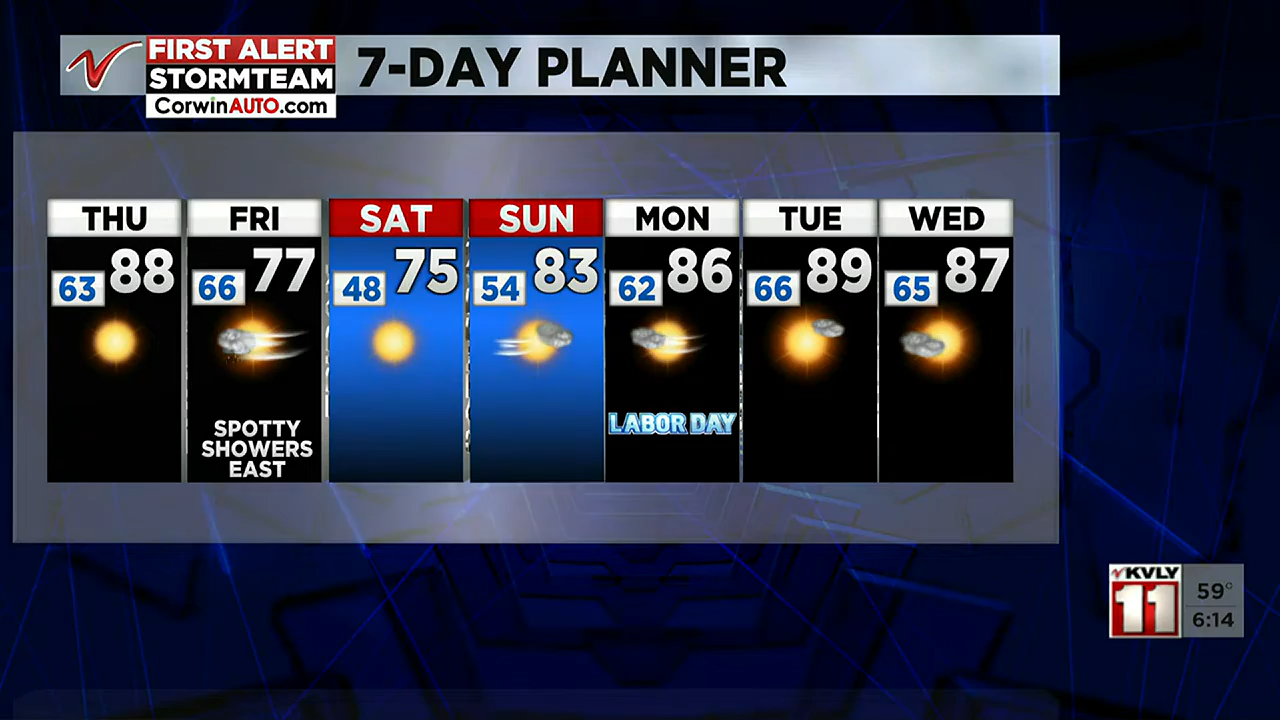 FIRST ALERT
STORMTEAM
CorwinAUTO.com
7-DAY PLANNER
THU FRI SAT SUN MON TUE WED
63 88 66 77 48 75 54 83 62 86 66 89 65 87
SPOTTY
SHOWERS
EAST
LABOR DAY
KVLY
11
59°
6:14